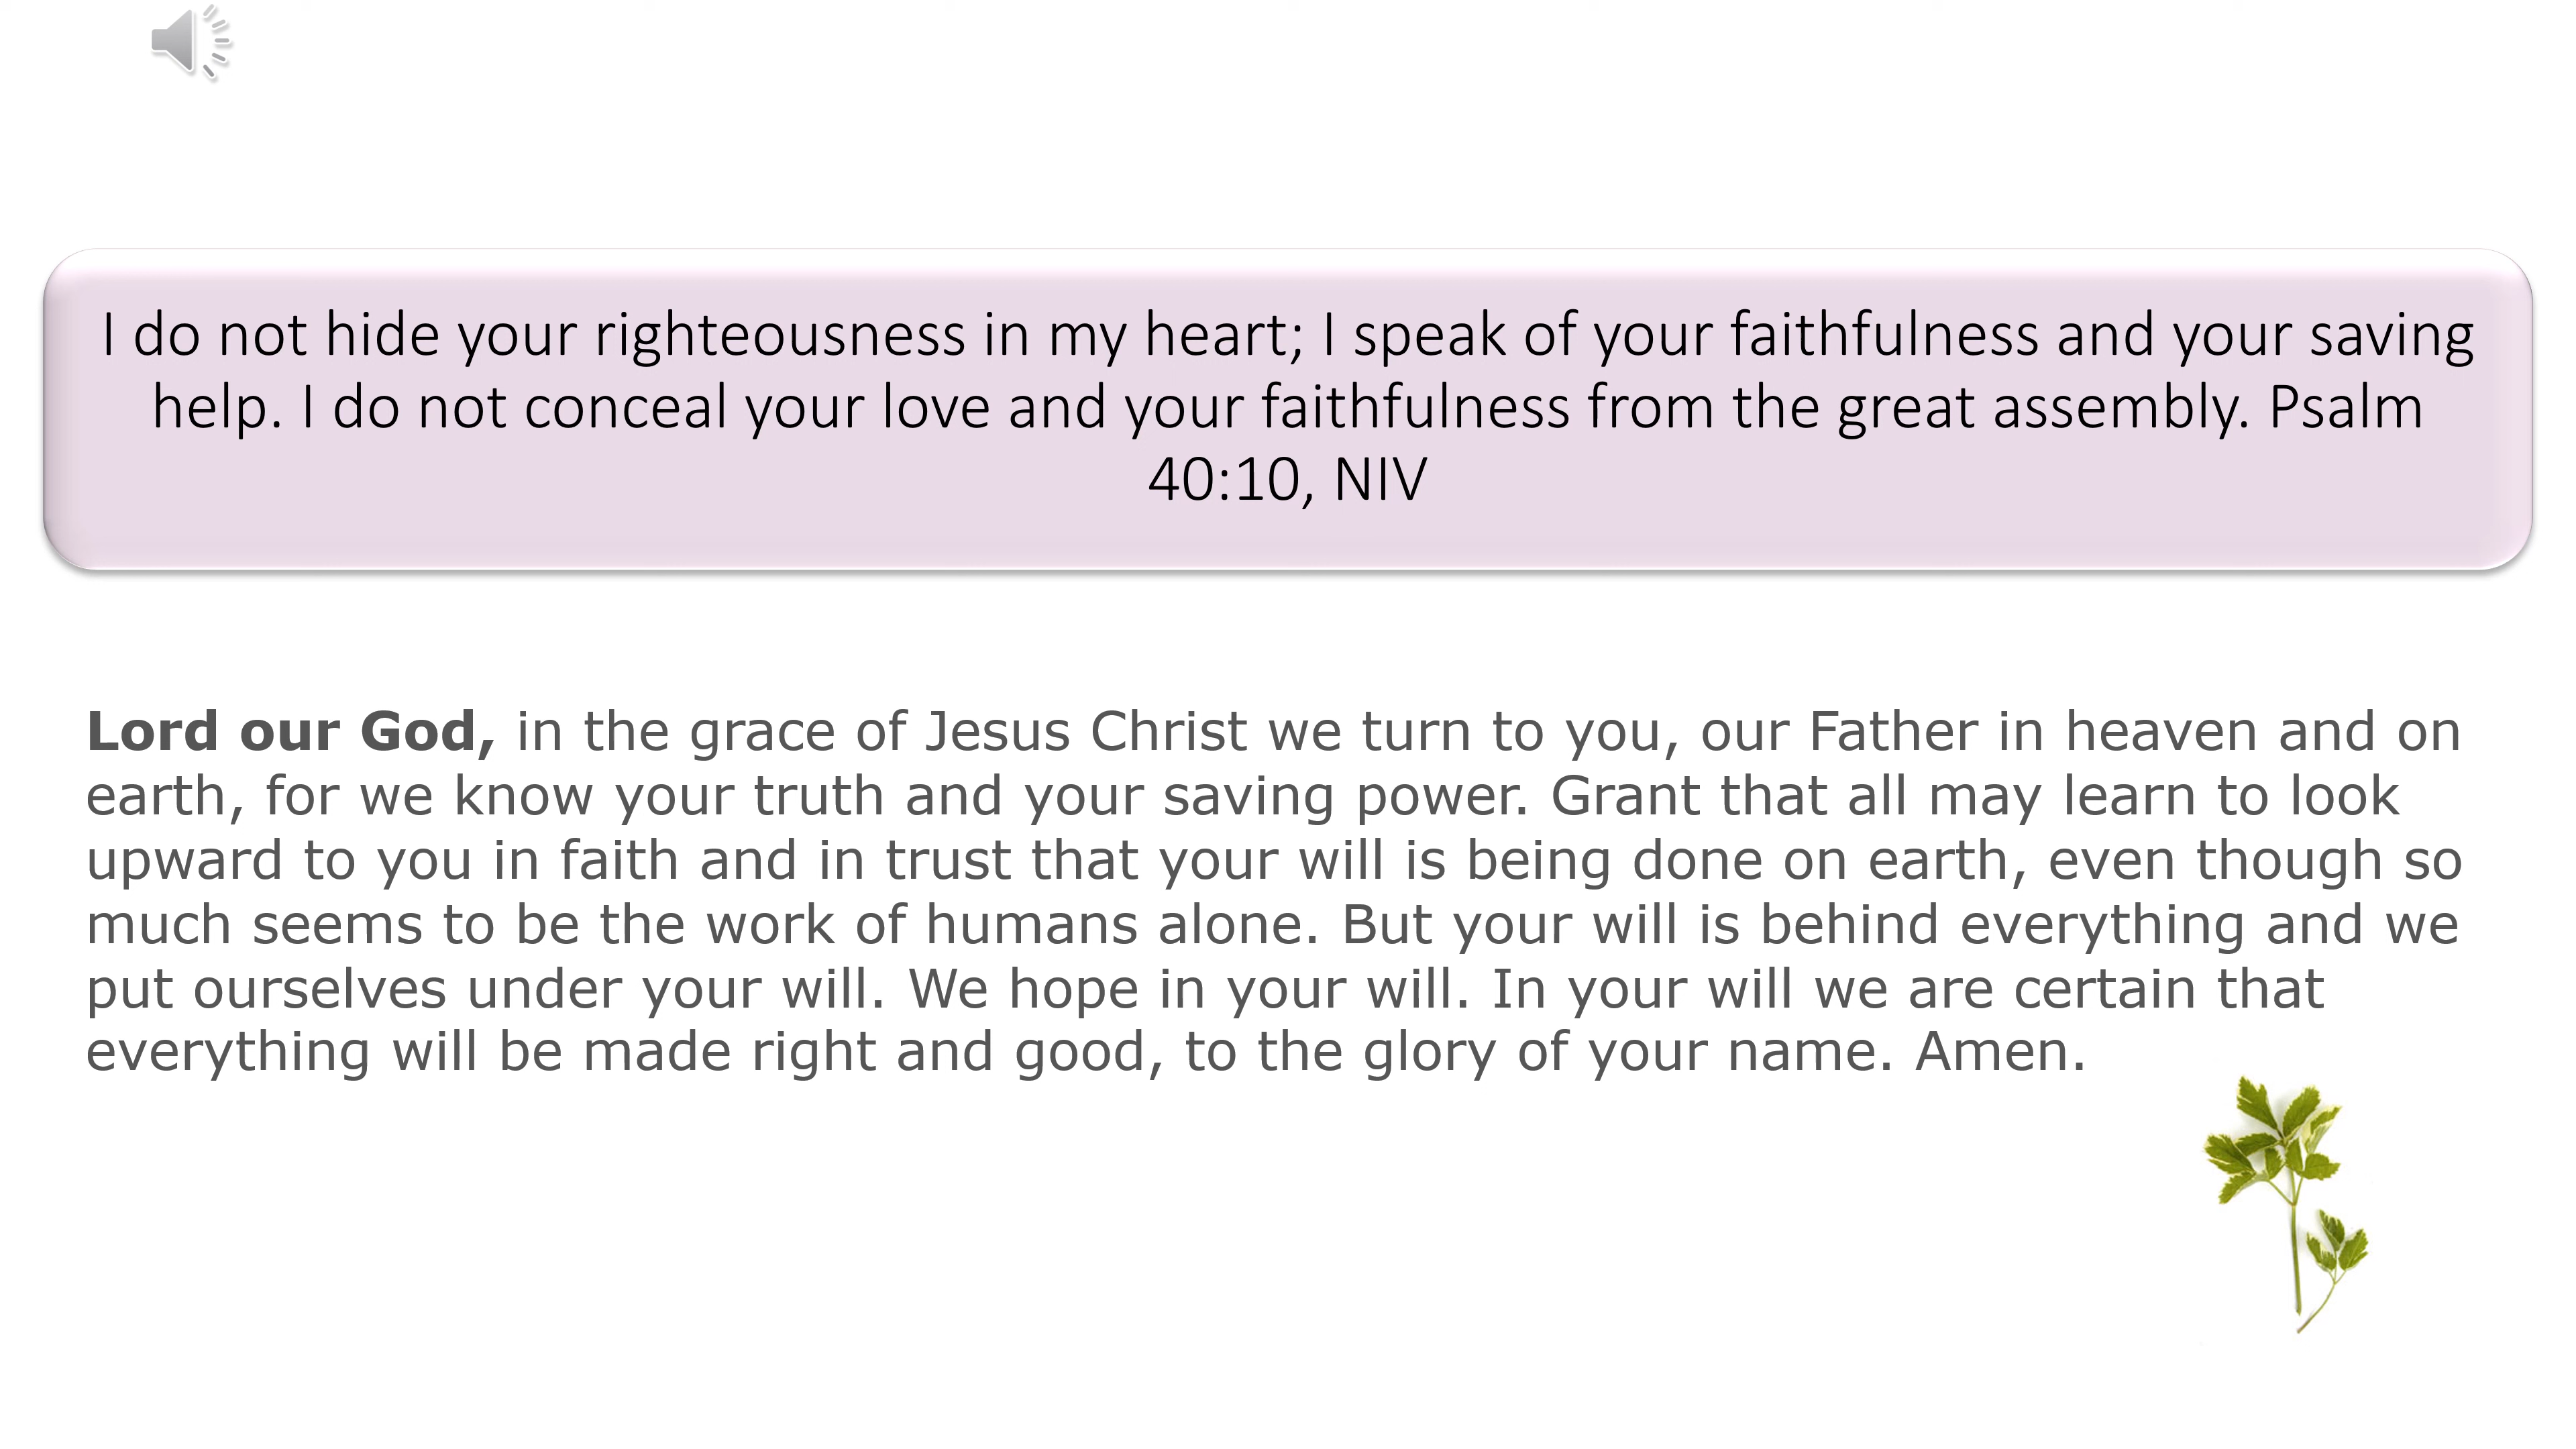 I do not hide your righteousness in my heart; I speak of your faithfulness and your saving
help. I do not conceal your love and your faithfulness from the great assembly. Psalm
40:10, NIV
Lord our God, in the grace of Jesus Christ we turn to you, our Father in heaven and on
earth, for we know your truth and your saving power. Grant that all may learn to look
upward to you in faith and in trust that your will is being done on earth, even though so
much seems to be the work of humans alone. But your will is behind everything and we
put ourselves under your will. We hope in your will. In your will we are certain that
everything will be made right and good, to the glory of your name. Amen.